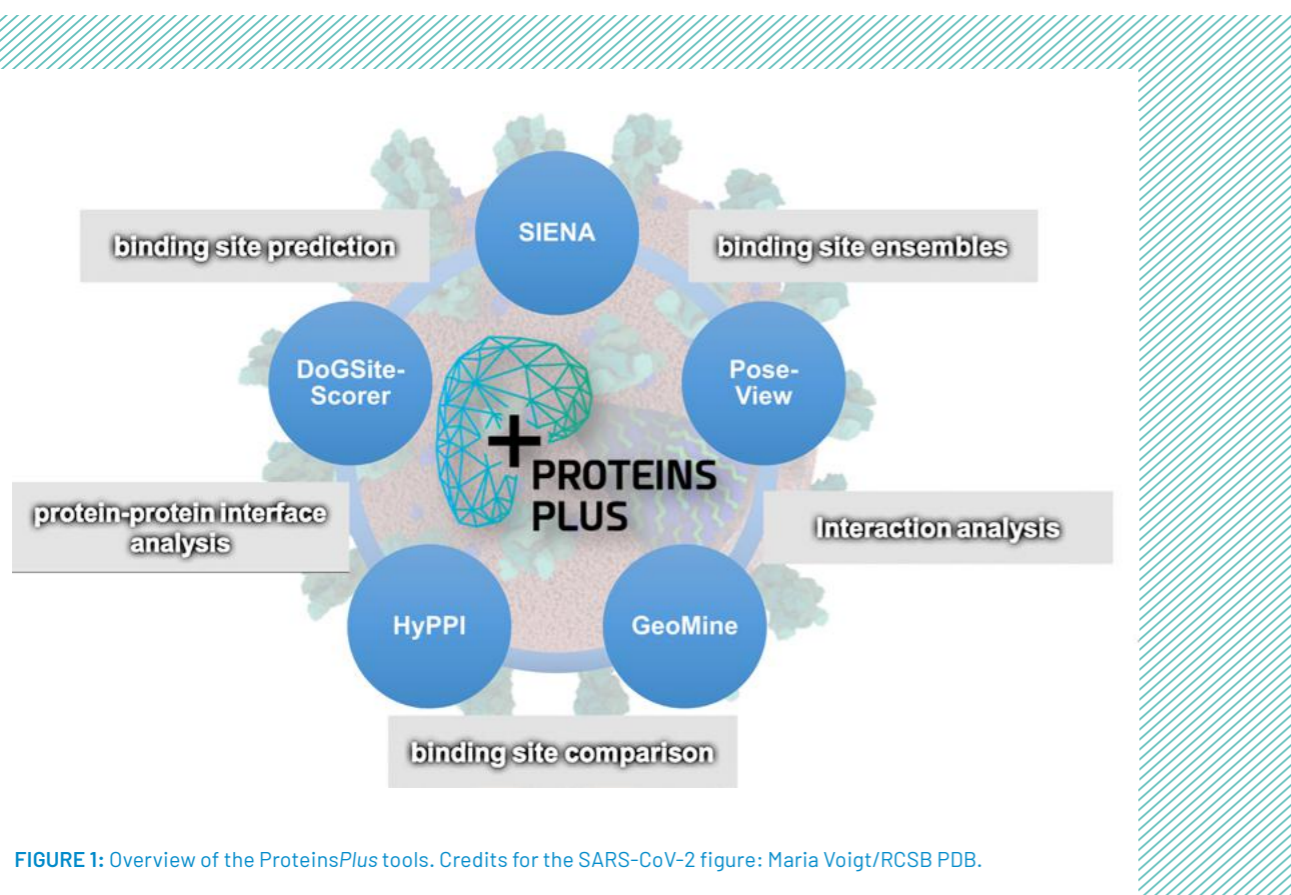 SIENA
binding site prediction
binding site ensembles
DoGSite-
Scorer
Pose-
View
PROTEINS
PLUS
protein-protein interface
analysis
Interaction analysis
HyPPI
GeoMine
binding site comparison
FIGURE 1: Overview of the ProteinsPlus tools. Credits for the SARS-CoV-2 figure: Maria Voigt/RCSB PDB.